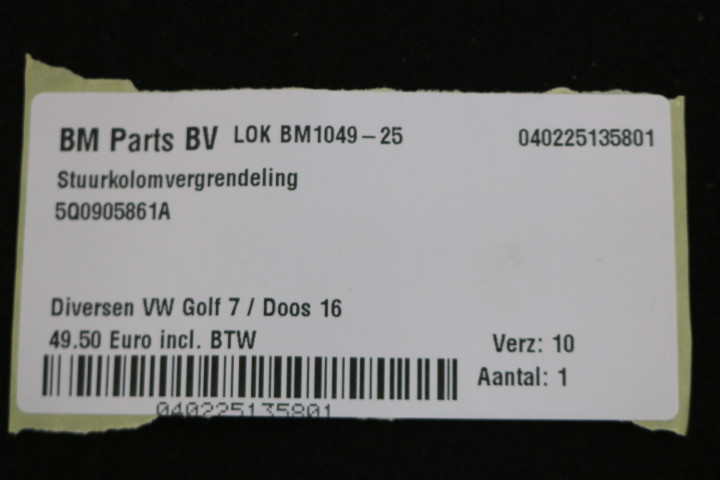 BM Parts BV LOK BM1049-25 040225135801
Stuurkolomvergrendeling
5Q0905861A
Diversen VW Golf 7 / Doos 16
49.50 Euro incl. BTW Verz: 10
Aantal: 1
040225135801